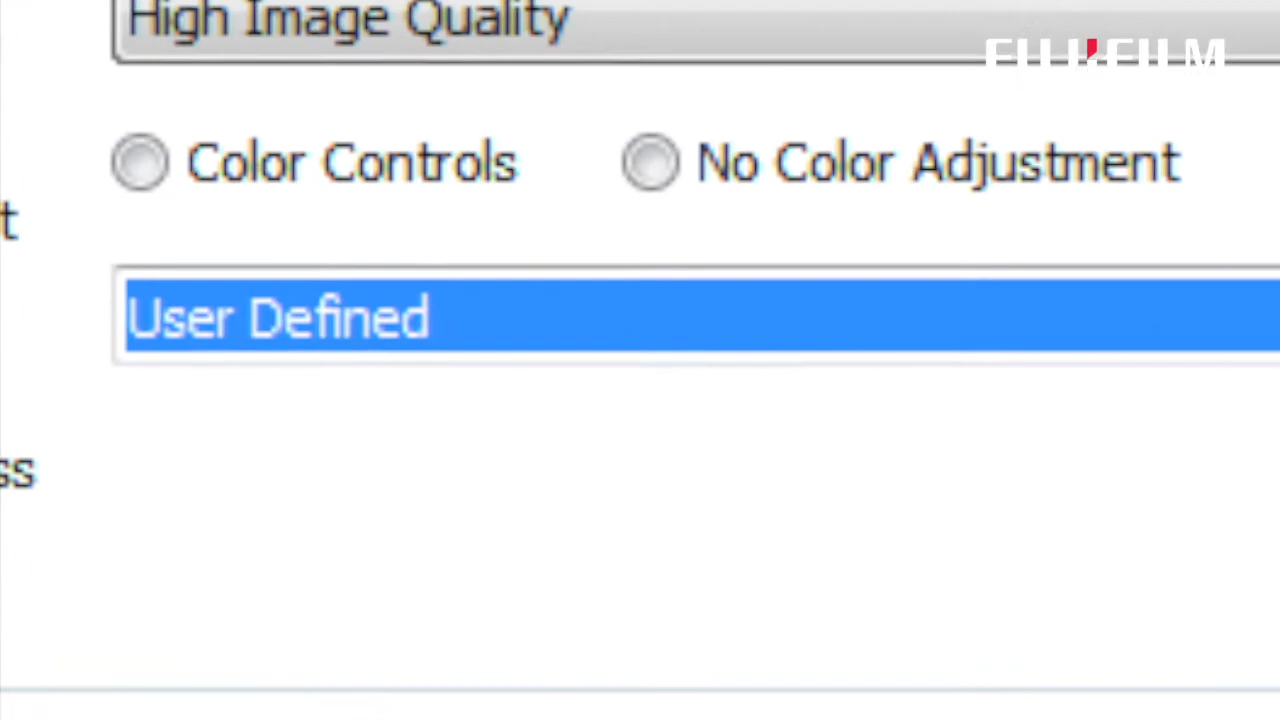 High Image Quality
FUJIFILM
Color Controls
No Color Adjustment
t
User Defined
ss